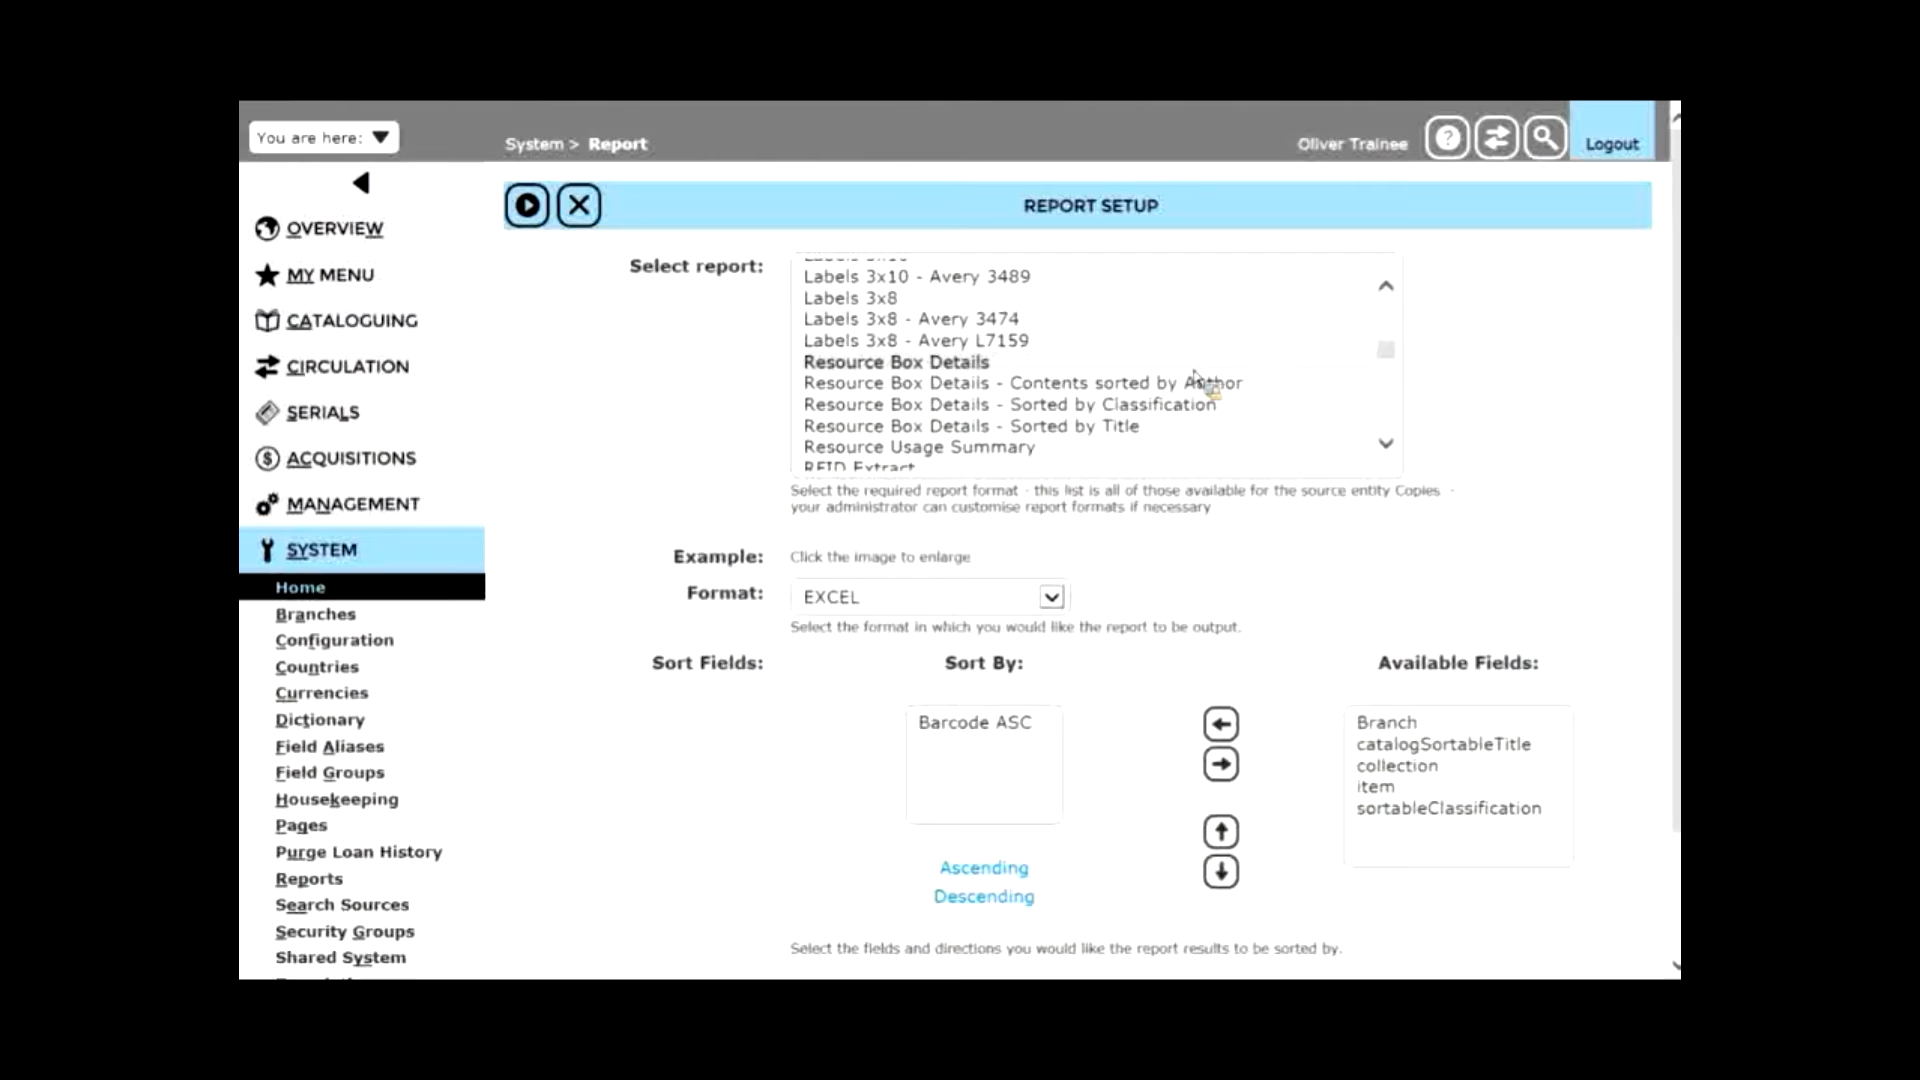 You are here:
System > Report
Oliver Trainee
Logout
OVERVIEW
MY MENU
CATALOGUING
CIRCULATION
SERIALS
ACQUISITIONS
MANAGEMENT
SYSTEM
Home
Branches
Configuration
Countries
Currencies
Dictionary
Field Aliases
Field Groups
Housekeeping
Pages
Purge Loan History
Reports
Search Sources
Security Groups
Shared System
REPORT SETUP
Select report:
Labels 3x10 - Avery 3489
Labels 3x8
Labels 3x8 - Avery 3474
Labels 3x8 - Avery L7159
Resource Box Details
Resource Box Details - Contents sorted by Author
Resource Box Details - Sorted by Classification
Resource Box Details - Sorted by Title
Resource Usage Summary
RFID Extract
Select the required report format - this list is all of those available for the source entity Copies -
your administrator can customise report formats if necessary
Example: Click the image to enlarge
Format: EXCEL
Select the format in which you would like the report to be output.
Sort Fields: Sort By: Available Fields:
Barcode ASC
Branch
catalogSortableTitle
collection
item
sortableClassification
Ascending
Descending
Select the fields and directions you would like the report results to be sorted by.